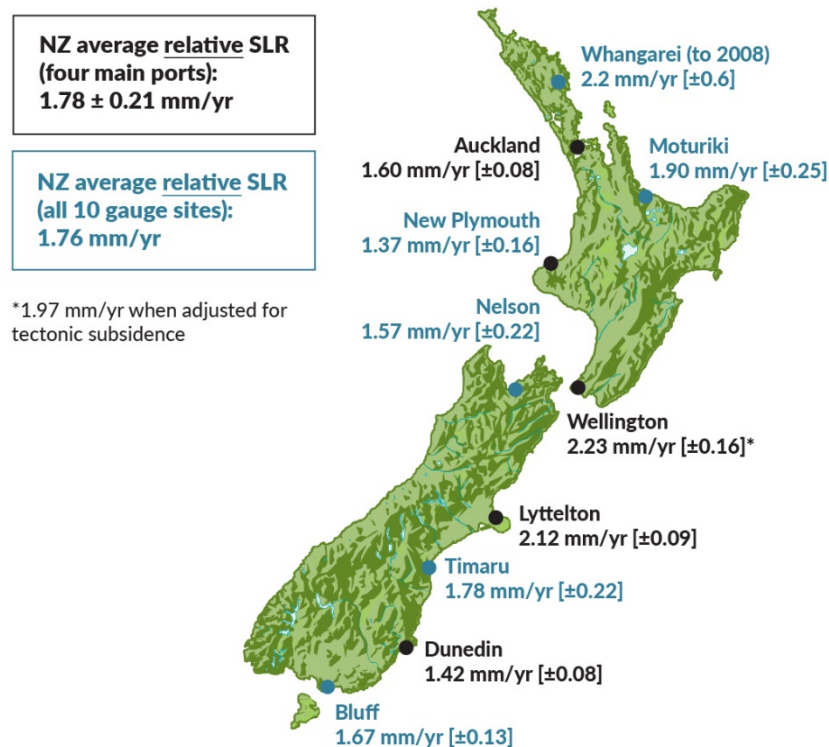 NZ average relative SLR
(four main ports):
1.78 ± 0.21 mm/yr
NZ average relative SLR
(all 10 gauge sites):
1.76 mm/yr
*1.97 mm/yr when adjusted for
tectonic subsidence
Whangarei (to 2008)
2.2 mm/yr [±0.6]
Auckland
1.60 mm/yr [±0.08]
Moturiki
1.90 mm/yr [±0.25]
New Plymouth
1.37 mm/yr [±0.16]
Nelson
1.57 mm/yr [±0.22]
Wellington
2.23 mm/yr [±0.16]*
Lyttelton
2.12 mm/yr [±0.09]
Timaru
1.78 mm/yr [±0.22]
Dunedin
1.42 mm/yr [±0.08]
Bluff
1.67 mm/yr [±0.13]